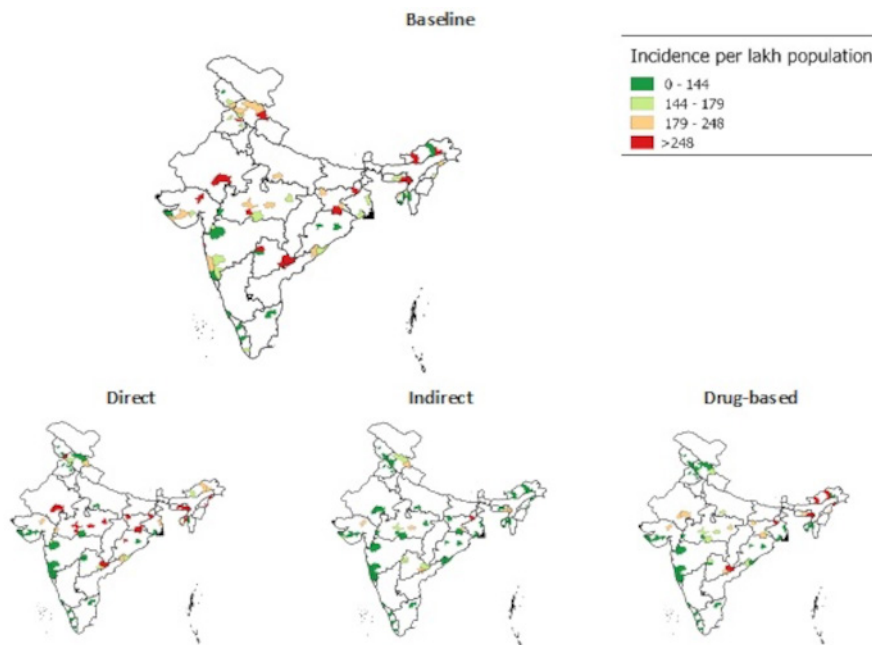 Baseline
Incidence per lakh population
0 - 144
144 - 179
179 - 248
>248
Direct
Indirect
Drug-based